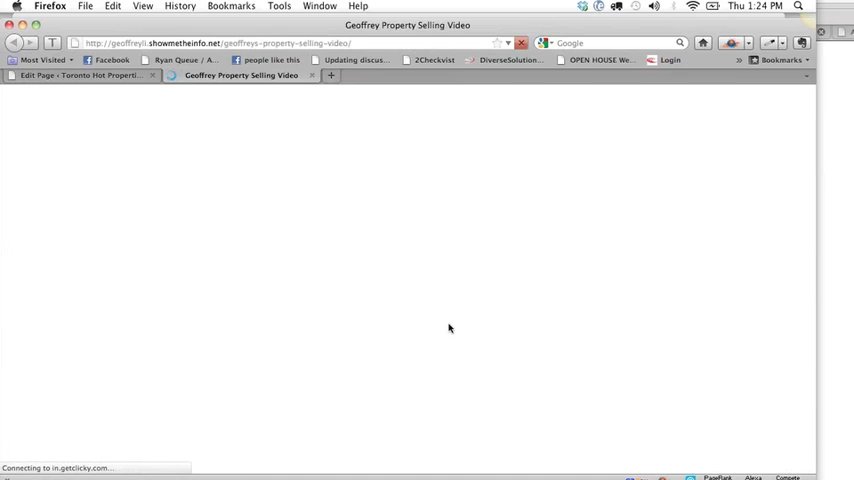 Firefox File Edit View History Bookmarks Tools Window Help Thu 1:24 PM
Geoffrey Property Selling Video
http://geoffreyli.showmetheinfo.net/geoffreys-property-selling-video/ Google
Most Visited Facebook Ryan Queue / A... people like this Updating discus... 2Checkvist DiverseSolution... OPEN HOUSE We... Login » Bookmarks
Edit Page ‹ Toronto Hot Properti... Geoffrey Property Selling Video
Connecting to in.getclicky.com...
PageRank Alexa Compete